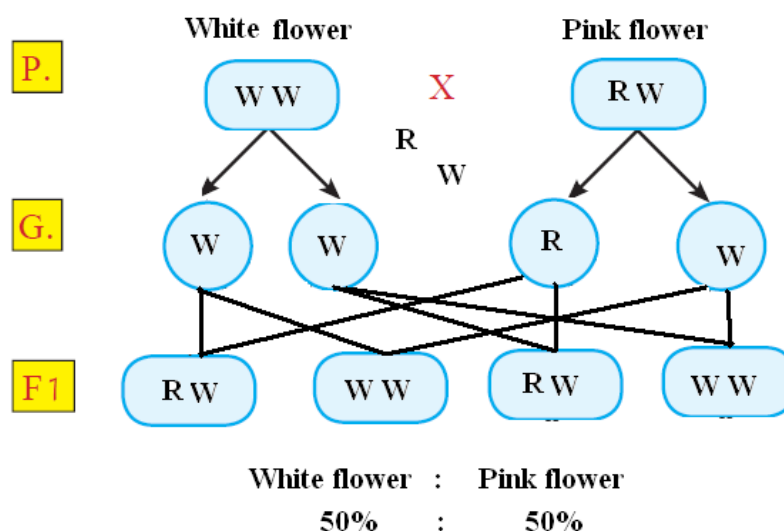 White flower Pink flower
P. W W X R W
R
W
G. W W R W
F1 R W W W R W W W
White flower : Pink flower
50% : 50%